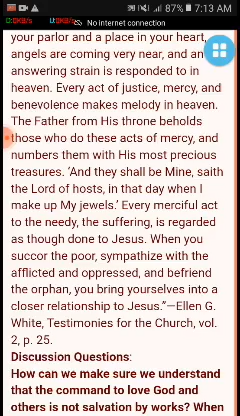 O:0KB/s U:0KB/s 87% 7:13 AM
No internet connection
your parlor and a place in your heart,
angels are coming very near, and an
answering strain is responded to in
heaven. Every act of justice, mercy, and
benevolence makes melody in heaven.
The Father from His throne beholds
those who do these acts of mercy, and
numbers them with His most precious
treasures. ‘And they shall be Mine, saith
the Lord of hosts, in that day when I
make up My jewels.’ Every merciful act
to the needy, the suffering, is regarded
as though done to Jesus. When you
succor the poor, sympathize with the
afflicted and oppressed, and befriend
the orphan, you bring yourselves into a
closer relationship to Jesus.”—Ellen G.
White, Testimonies for the Church, vol.
2, p. 25.
Discussion Questions:
How can we make sure we understand
that the command to love God and
others is not salvation by works? When